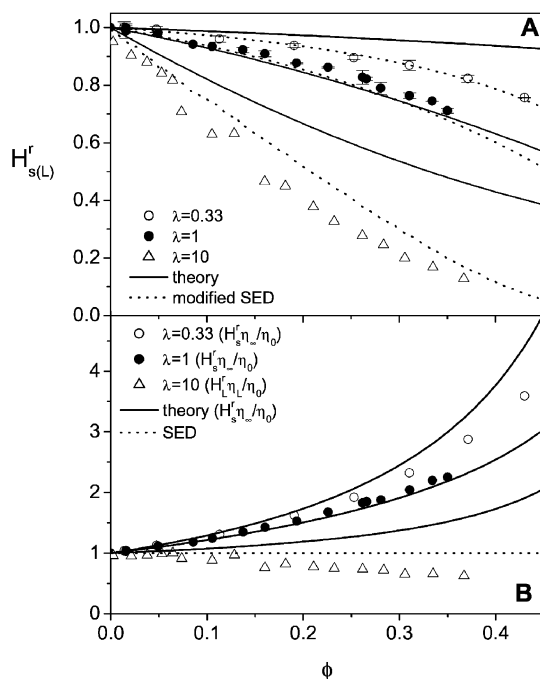 A
1.0
0.8
0.6
0.4
0.2
0.0
H^r_s(L)
λ=0.33
λ=1
λ=10
theory
modified SED
λ=0.33 (H^r_s η_∞/η_0)
λ=1 (H^r_s η_∞/η_0)
λ=10 (H^r_L η_L/η_0)
theory (H^r_s η_∞/η_0)
SED
4
3
2
1
0
B
0.0 0.1 0.2 0.3 0.4
ϕ